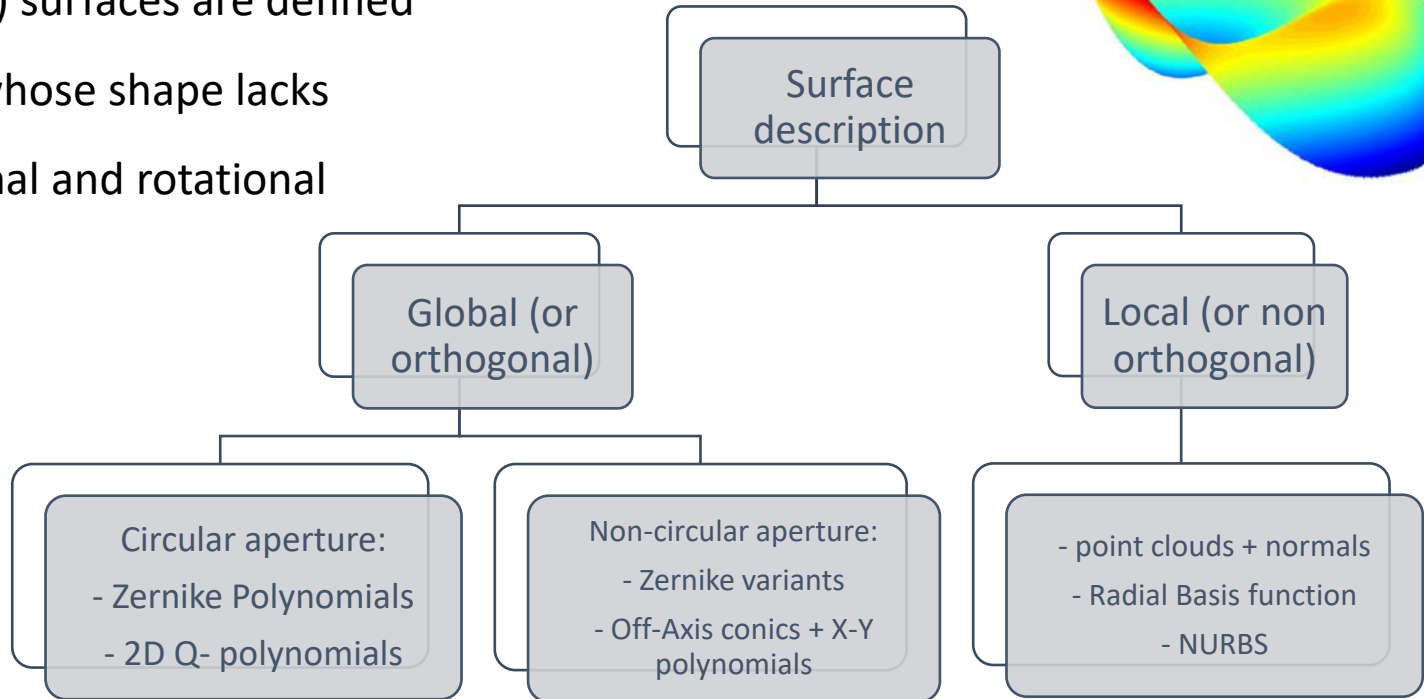 ) surfaces are defined
whose shape lacks
nal and rotational
Surface
description
Global (or
orthogonal)
Local (or non
orthogonal)
Circular aperture:
- Zernike Polynomials
- 2D Q- polynomials
Non-circular aperture:
- Zernike variants
- Off-Axis conics + X-Y
polynomials
- point clouds + normals
- Radial Basis function
- NURBS